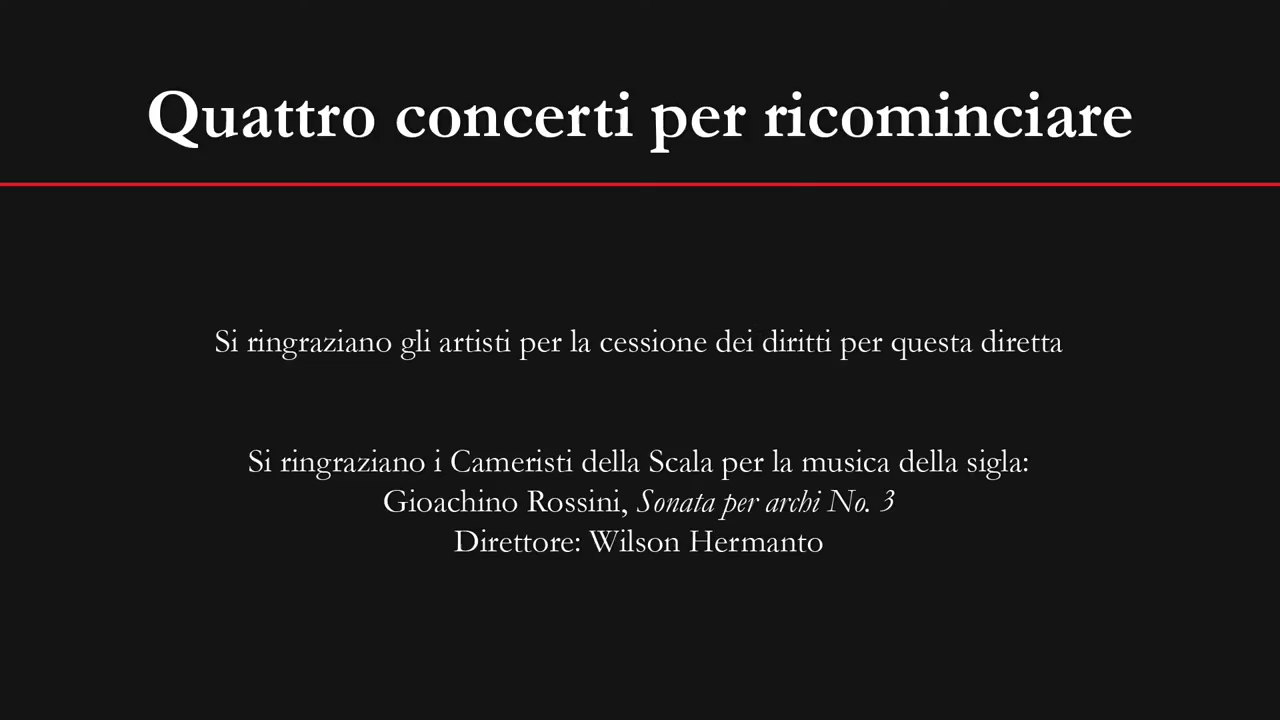 Quattro concerti per ricominciare
Si ringraziano gli artisti per la cessione dei diritti per questa diretta
Si ringraziano i Cameristi della Scala per la musica della sigla:
Gioachino Rossini, Sonata per archi No. 3
Direttore: Wilson Hermanto